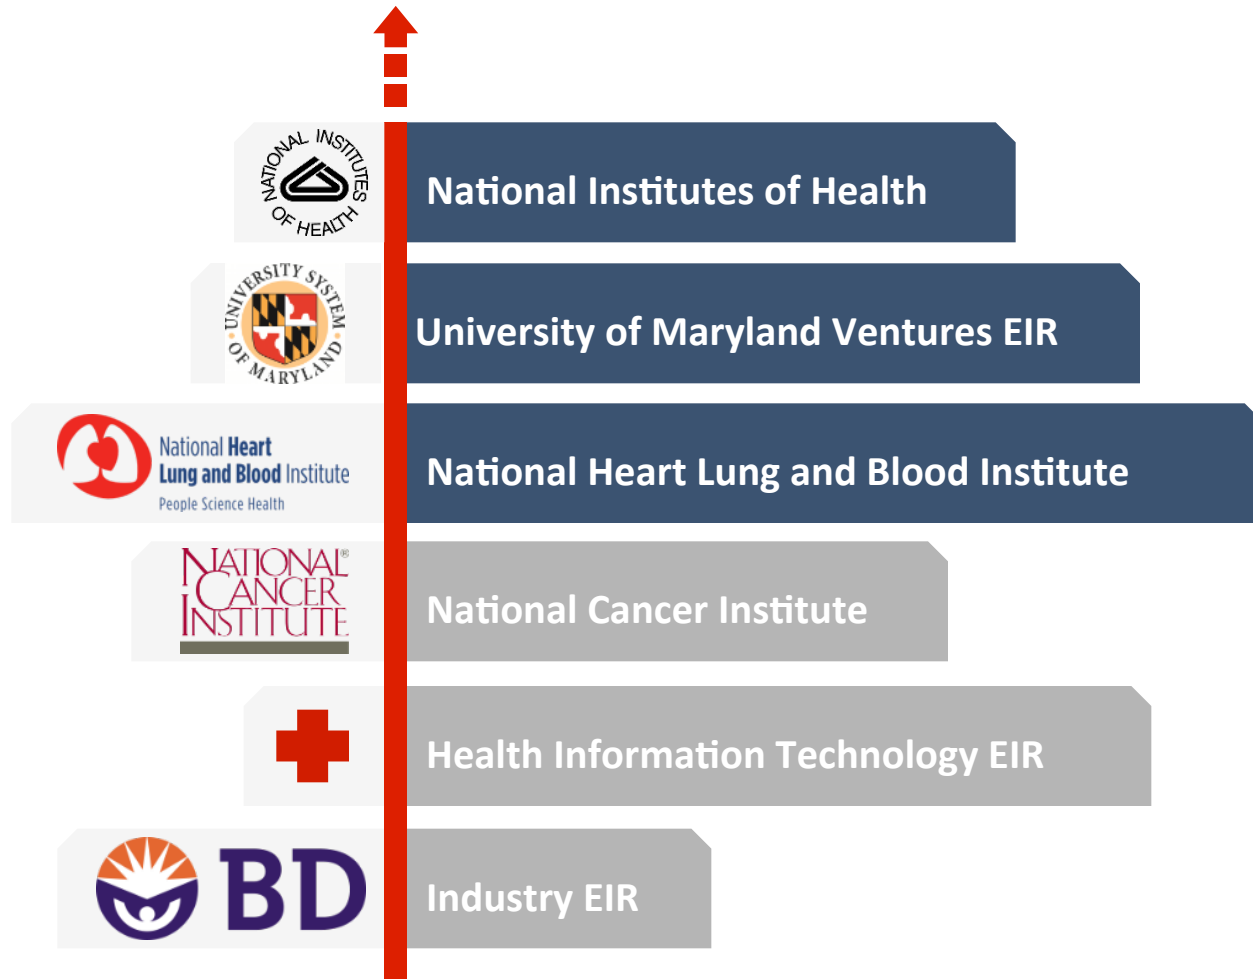 NATIONAL INSTITUTES OF HEALTH
National Institutes of Health
UNIVERSITY SYSTEM OF MARYLAND
University of Maryland Ventures EIR
National Heart
Lung and Blood Institute
People Science Health
National Heart Lung and Blood Institute
NATIONAL®
CANCER
INSTITUTE
National Cancer Institute
Health Information Technology EIR
BD
Industry EIR